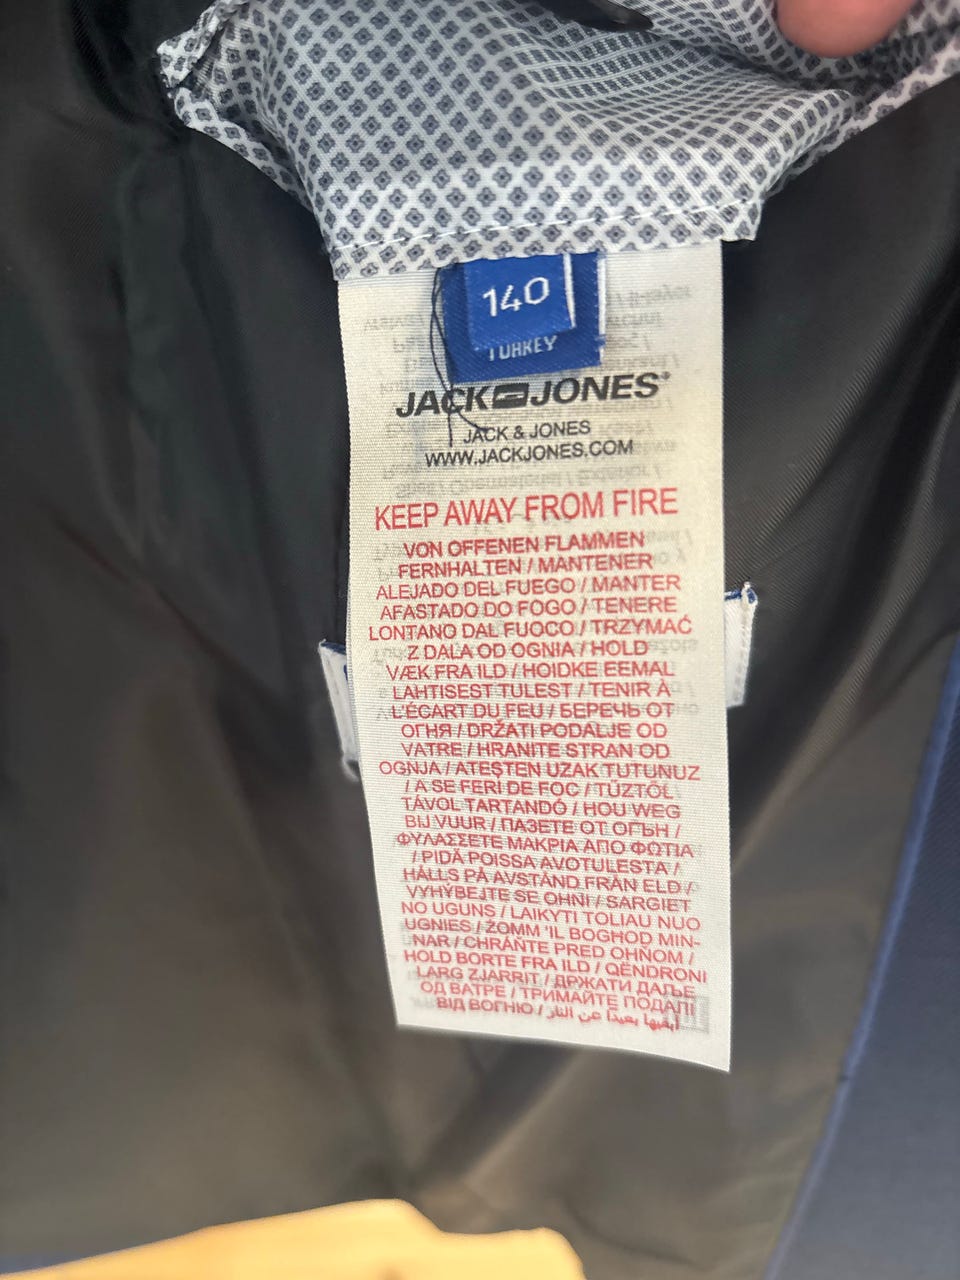 140
TURKEY
JACK JONES®
JACK & JONES
WWW.JACKJONES.COM
KEEP AWAY FROM FIRE
VON OFFENEN FLAMMEN
FERNHALTEN / MANTENER
ALEJADO DEL FUEGO / MANTER
AFASTADO DO FOGO / TENERE
LONTANO DAL FUOCO / TRZYMAĆ
Z DALA OD OGNIA / HOLD
VÆK FRA ILD / HOIDKE EEMAL
LAHTISEST TULEST / TENIR À
L'ÉCART DU FEU / БЕРЕЧЬ ОТ
ОГНЯ / DRŽATI PODALJE OD
VATRE / HRANITE STRAN OD
OGNJA / ATEŞTEN UZAK TUTUNUZ
/ A SE FERI DE FOC / TŰZTŐL
TÁVOL TARTANDÓ / HOU WEG
BIJ VUUR / ПАЗЕТЕ ОТ ОГЪН /
ΦΥΛΑΣΣΕΤΕ ΜΑΚΡΙΑ ΑΠΟ ΦΩΤΙΑ
/ PIDÄ POISSA AVOTULESTA /
HÅLLS PÅ AVSTÅND FRÅN ELD /
VYHÝBEJTE SE OHNI / SARGIET
NO UGUNS / LAIKYTI TOLIAU NUO
UGNIES / ŻOMM 'IL BOGHOD MIN-
NAR / CHRÁŇTE PRED OHŇOM /
HOLD BORTE FRA ILD / QËNDRONI
LARG ZJARRIT / ДРЖАТИ ДАЉЕ
ОД ВАТРЕ / ТРИМАЙТЕ ПОДАЛІ
ВІД ВОГНЮ / أبقيها بعيدًا عن النار